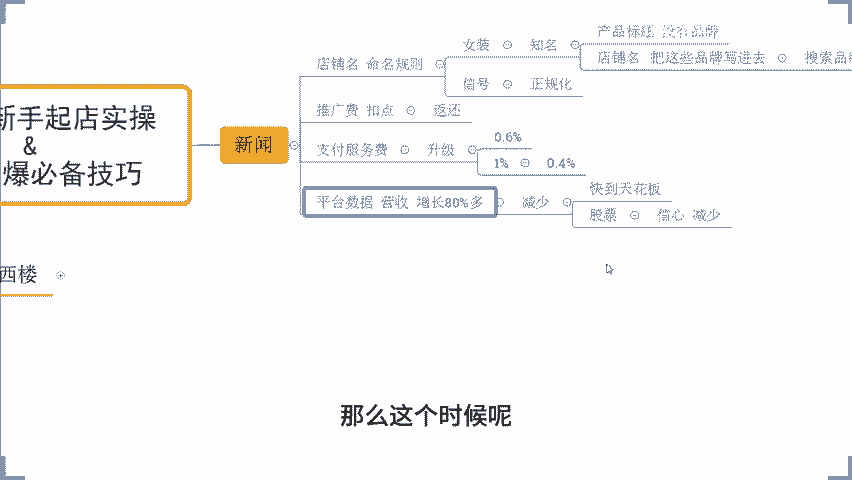 新手起店实操
&
爆必备技巧
西楼
新闻
店铺名 命名规则
女装
知名
产品标题 没有品牌
店铺名 把这些品牌写进去
搜索品
信号
正规化
推广费 扣点
返还
支付服务费
升级
0.6%
1%
0.4%
平台数据 营收 增长80%多
减少
快到天花板
股票
信心 减少
那么这个时候呢